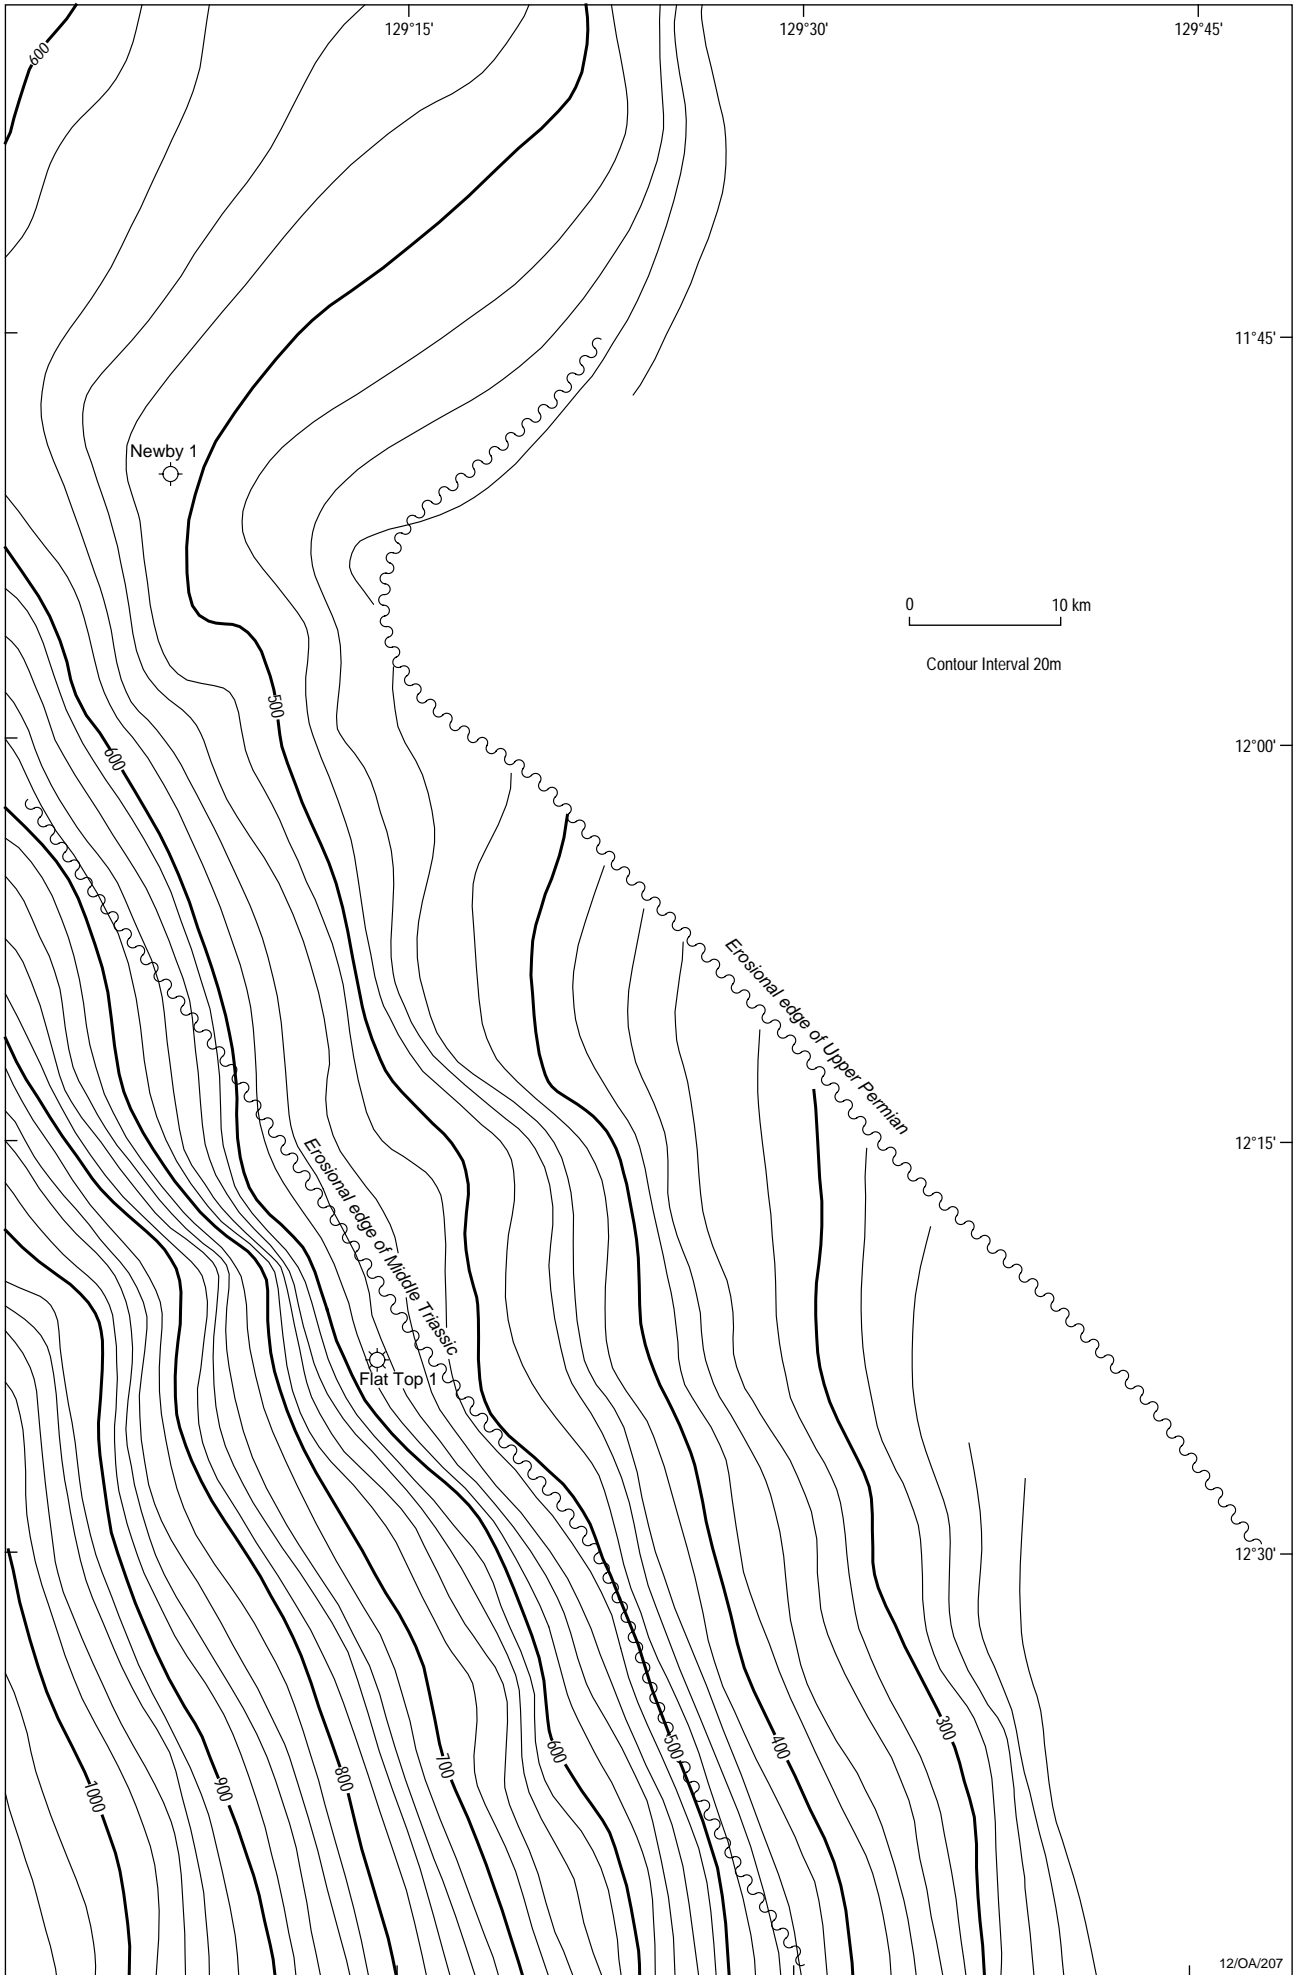 129°15'
129°30'
129°45'
600
11°45'
Newby 1
0 10 km
Contour Interval 20m
500
12°00'
600
Erosional edge of Upper Permian
12°15'
Erosional edge of Middle Triassic
Flat Top 1
12°30'
300
400
500
600
700
800
900
1000
12/OA/207